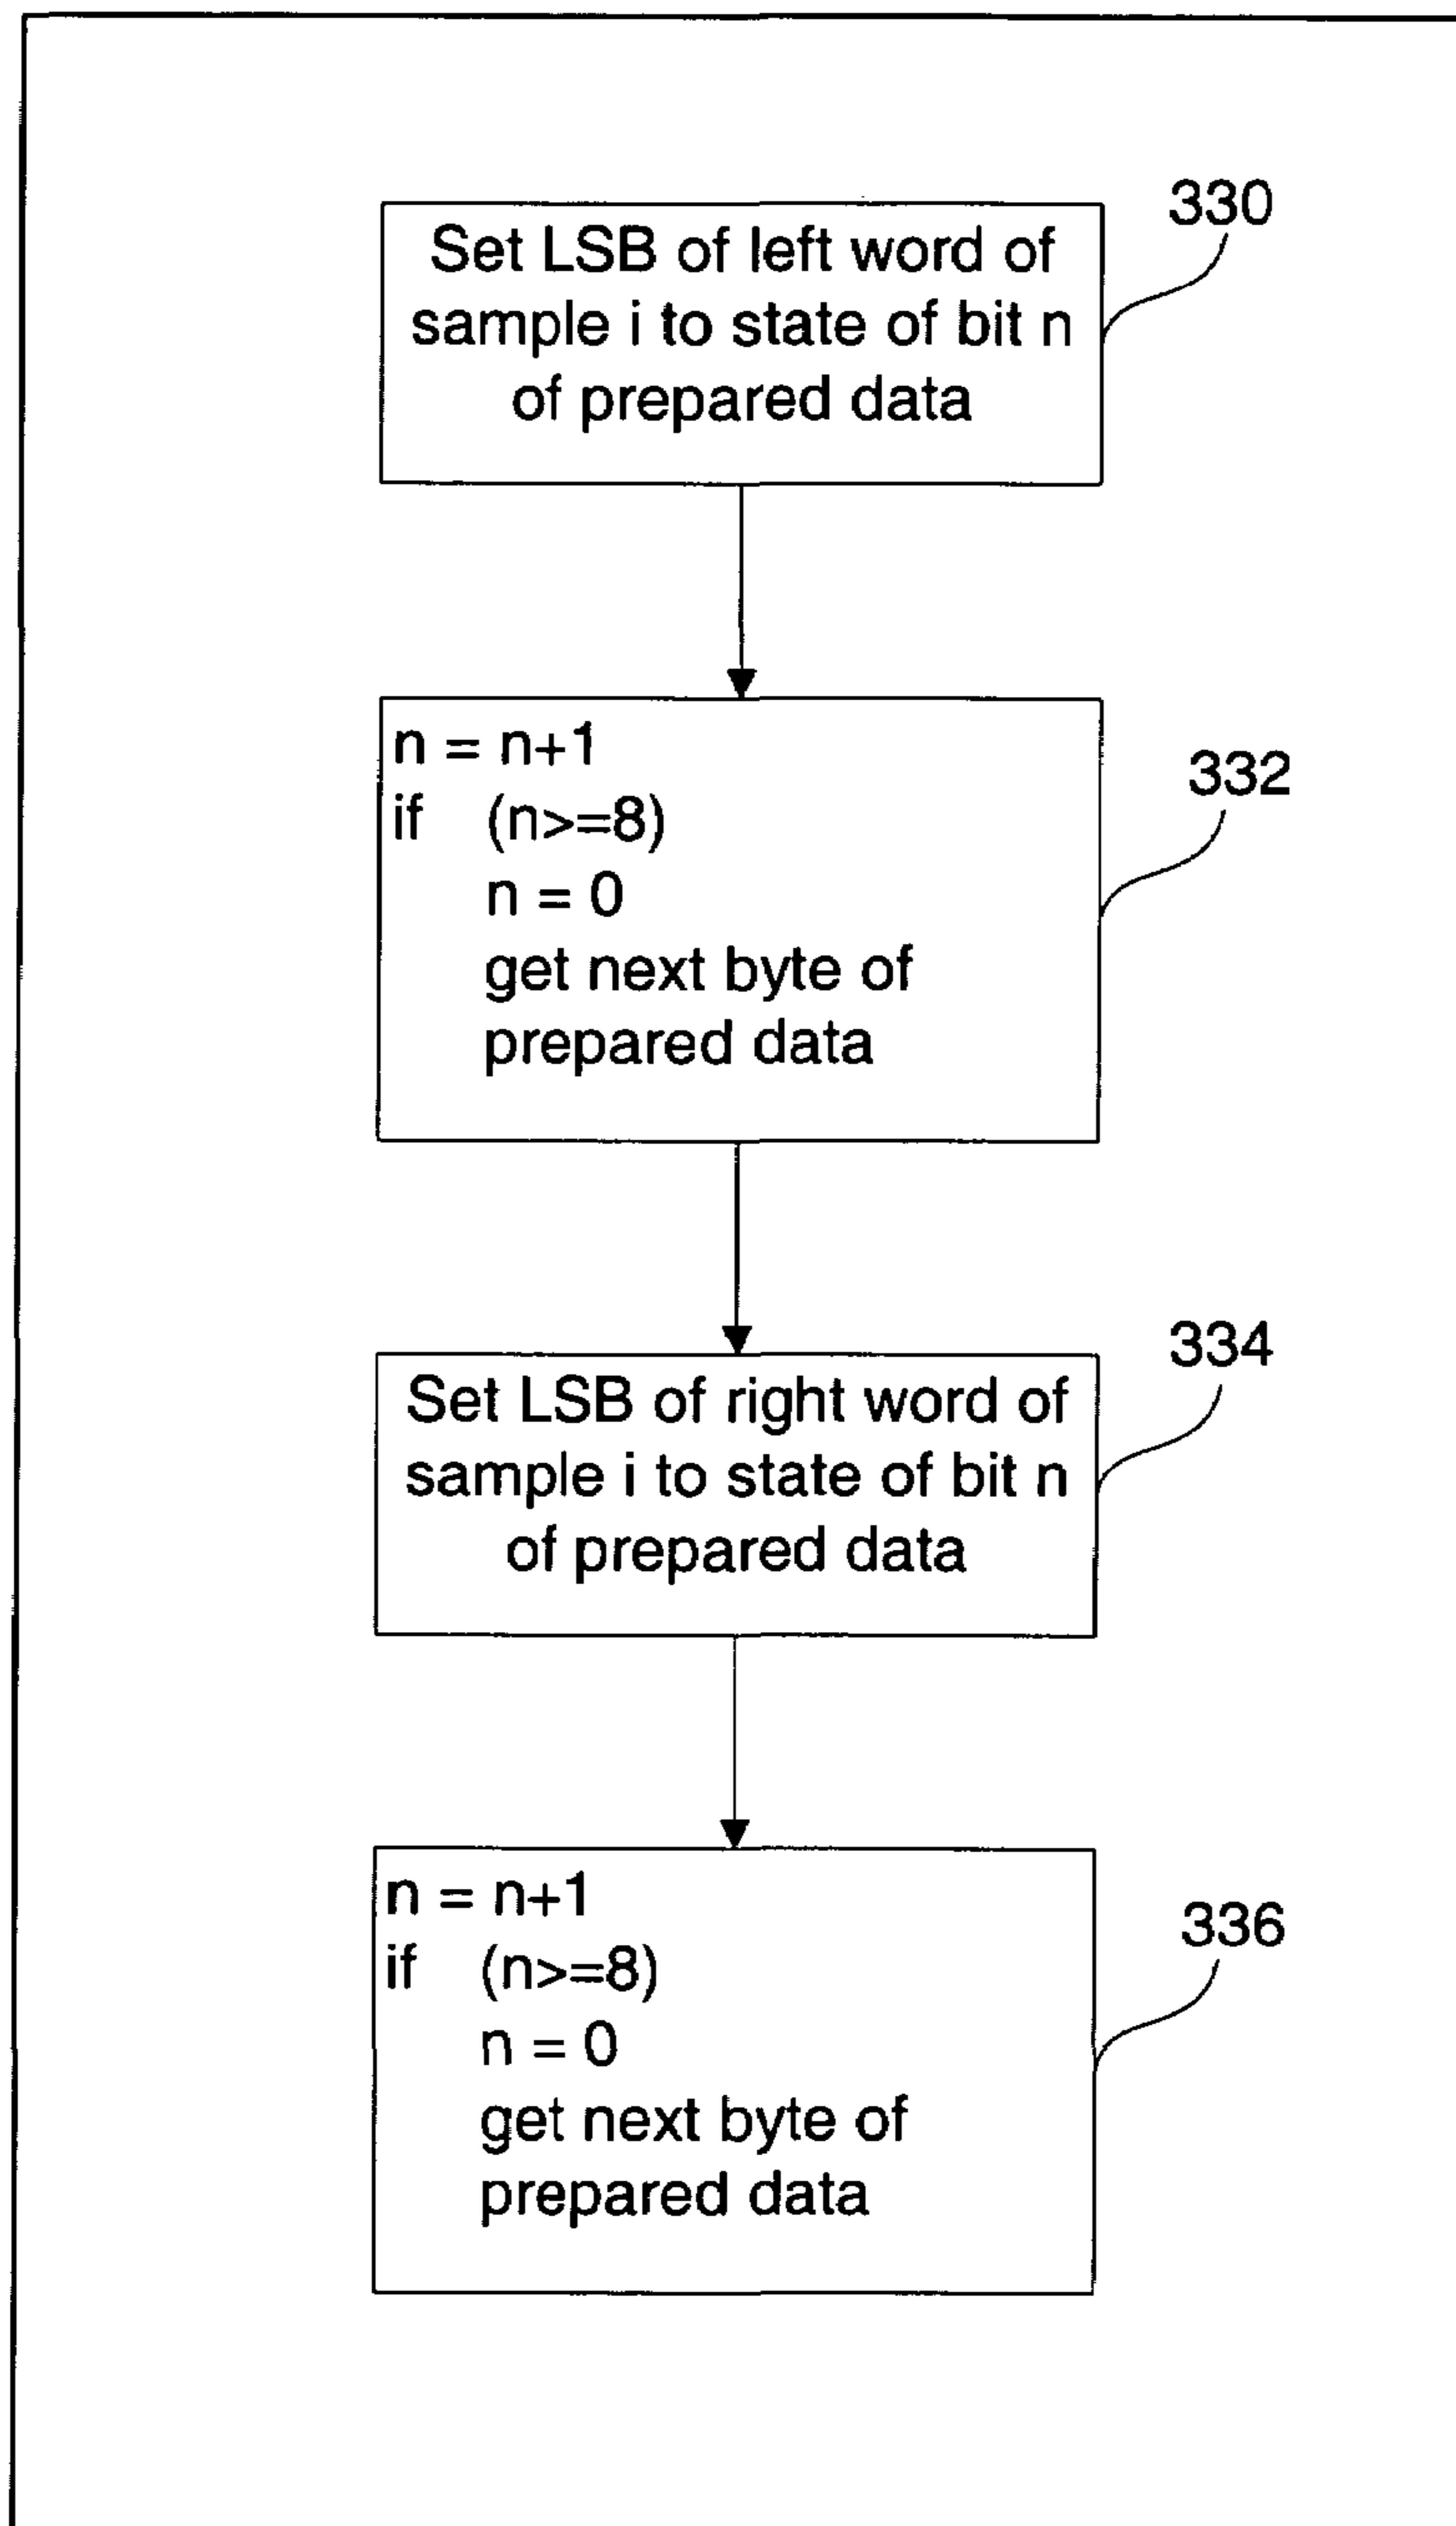 330
Set LSB of left word of
sample i to state of bit n
of prepared data
332
n = n+1
if (n>=8)
n = 0
get next byte of
prepared data
334
Set LSB of right word of
sample i to state of bit n
of prepared data
336
n = n+1
if (n>=8)
n = 0
get next byte of
prepared data